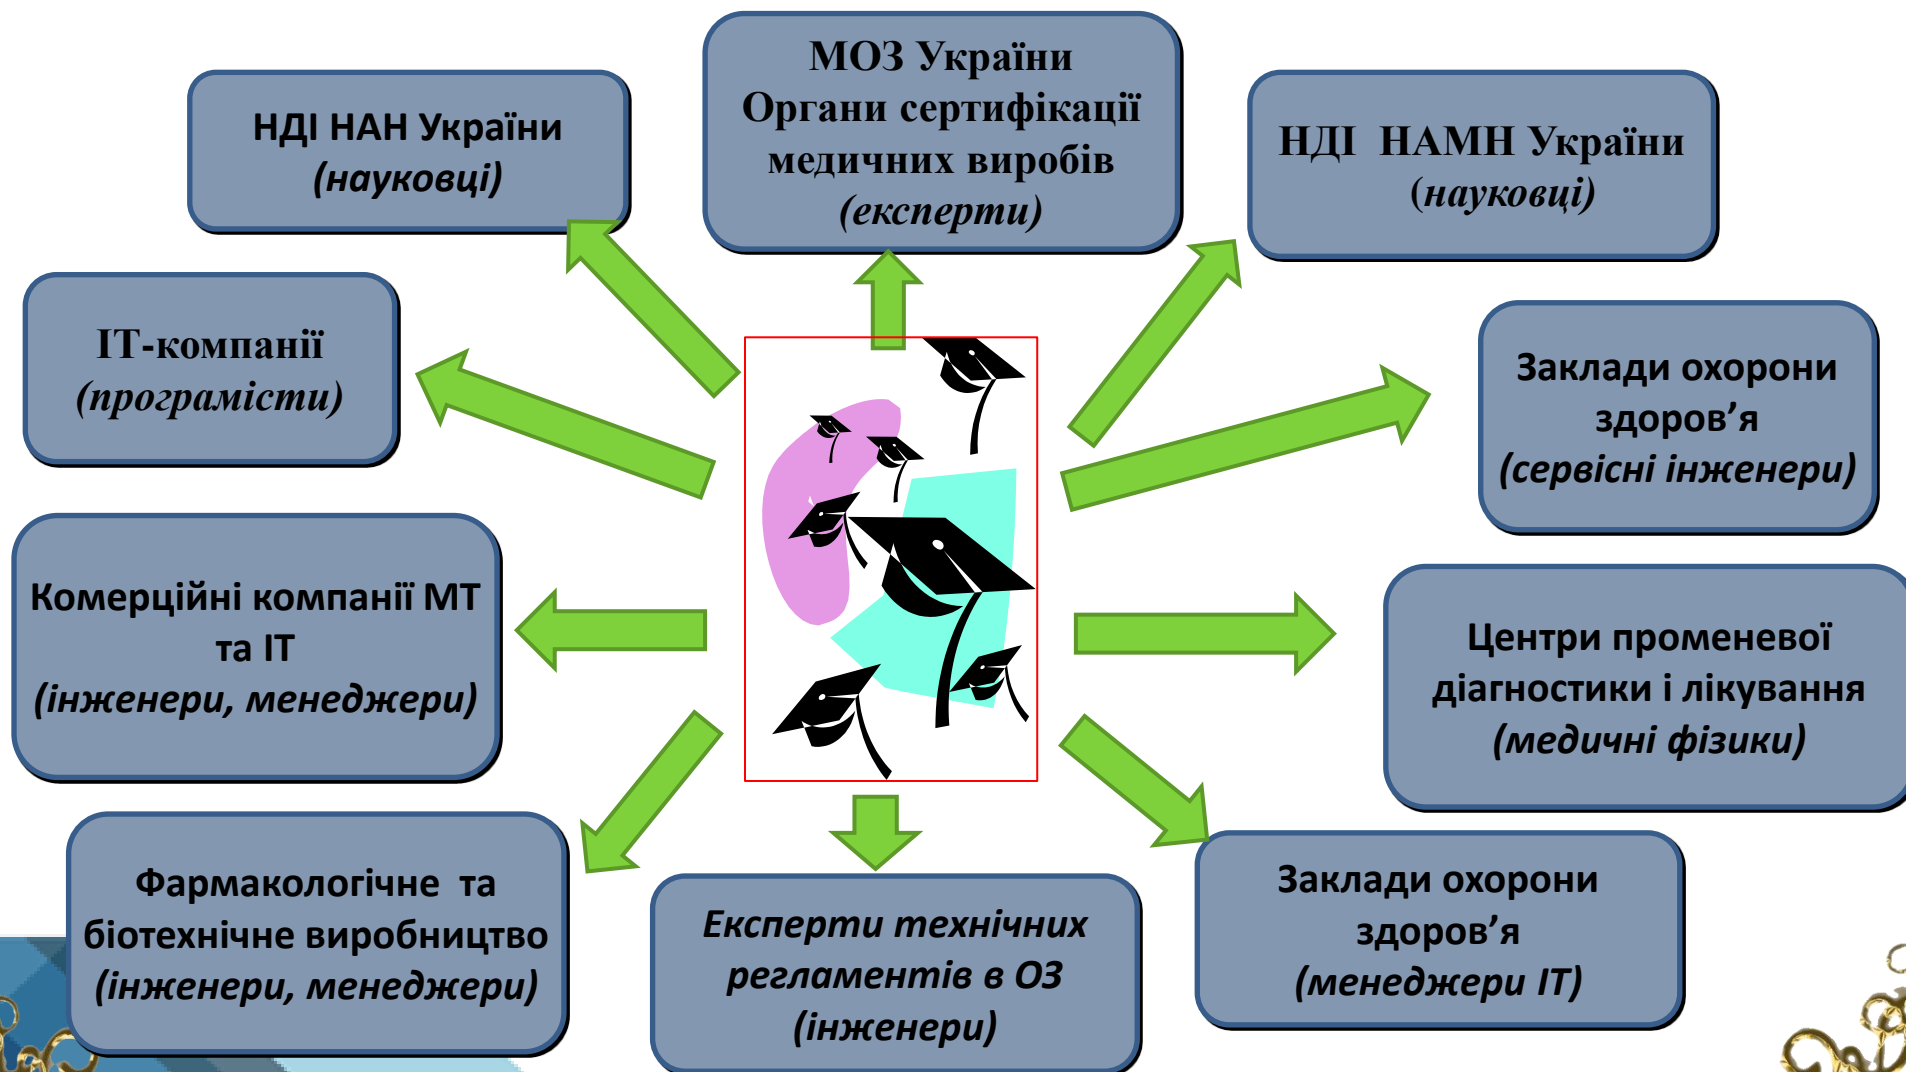 МОЗ України
Органи сертифікації
медичних виробів
(експерти)
НДІ НАН України
(науковці)
НДІ НАМН України
(науковці)
ІТ-компанії
(програмісти)
Заклади охорони
здоров’я
(сервісні інженери)
Комерційні компанії МТ
та ІТ
(інженери, менеджери)
Центри променевої
діагностики і лікування
(медичні фізики)
Фармакологічне та
біотехнічне виробництво
(інженери, менеджери)
Експерти технічних
регламентів в ОЗ
(інженери)
Заклади охорони
здоров’я
(менеджери ІТ)